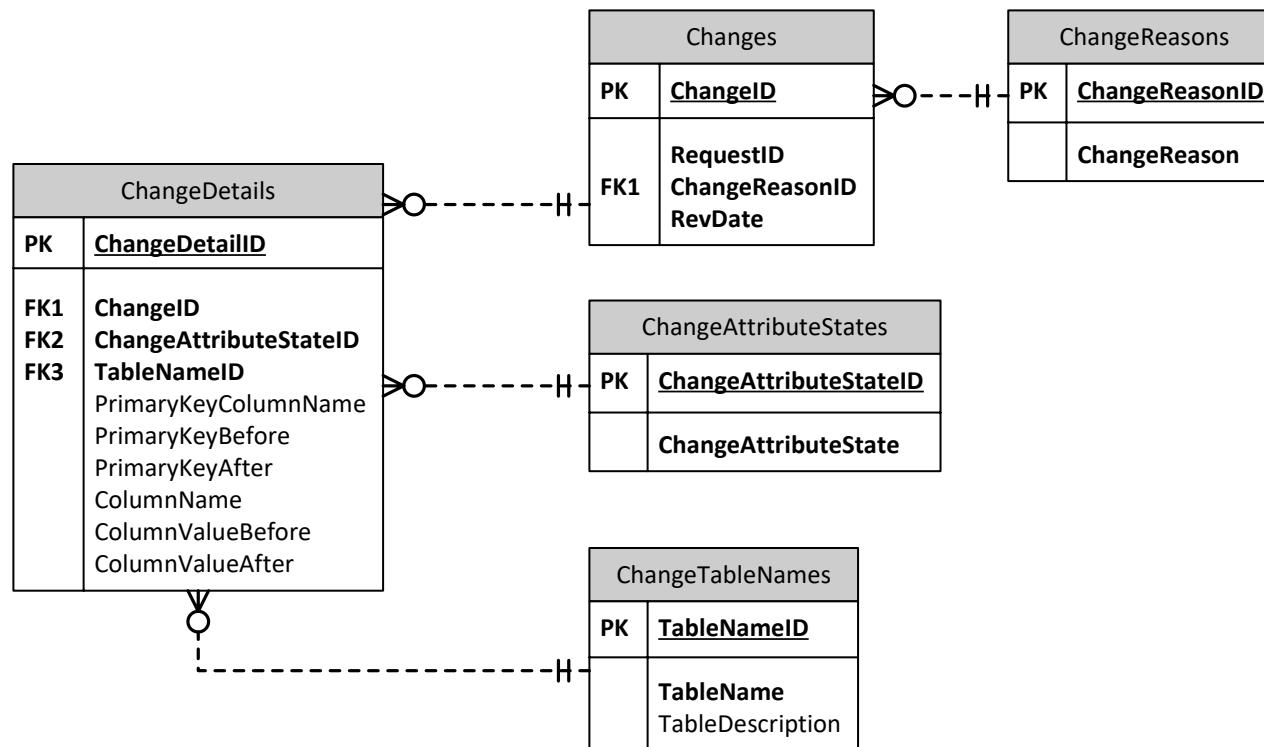 Changes
PK ChangeID
RequestID
FK1 ChangeReasonID
RevDate
ChangeReasons
PK ChangeReasonID
ChangeReason
ChangeDetails
PK ChangeDetailID
FK1 ChangeID
FK2 ChangeAttributeStateID
FK3 TableNameID
PrimaryKeyColumnName
PrimaryKeyBefore
PrimaryKeyAfter
ColumnName
ColumnValueBefore
ColumnValueAfter
ChangeAttributeStates
PK ChangeAttributeStateID
ChangeAttributeState
ChangeTableNames
PK TableNameID
TableName
TableDescription